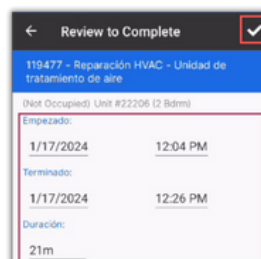 Review to Complete
119477 - Reparación HVAC - Unidad de
tratamiento de aire
(Not Occupied) Unit #22206 (2 Bdrm)
Empezado:
1/17/2024 12:04 PM
Terminado:
1/17/2024 12:26 PM
Duración:
21m